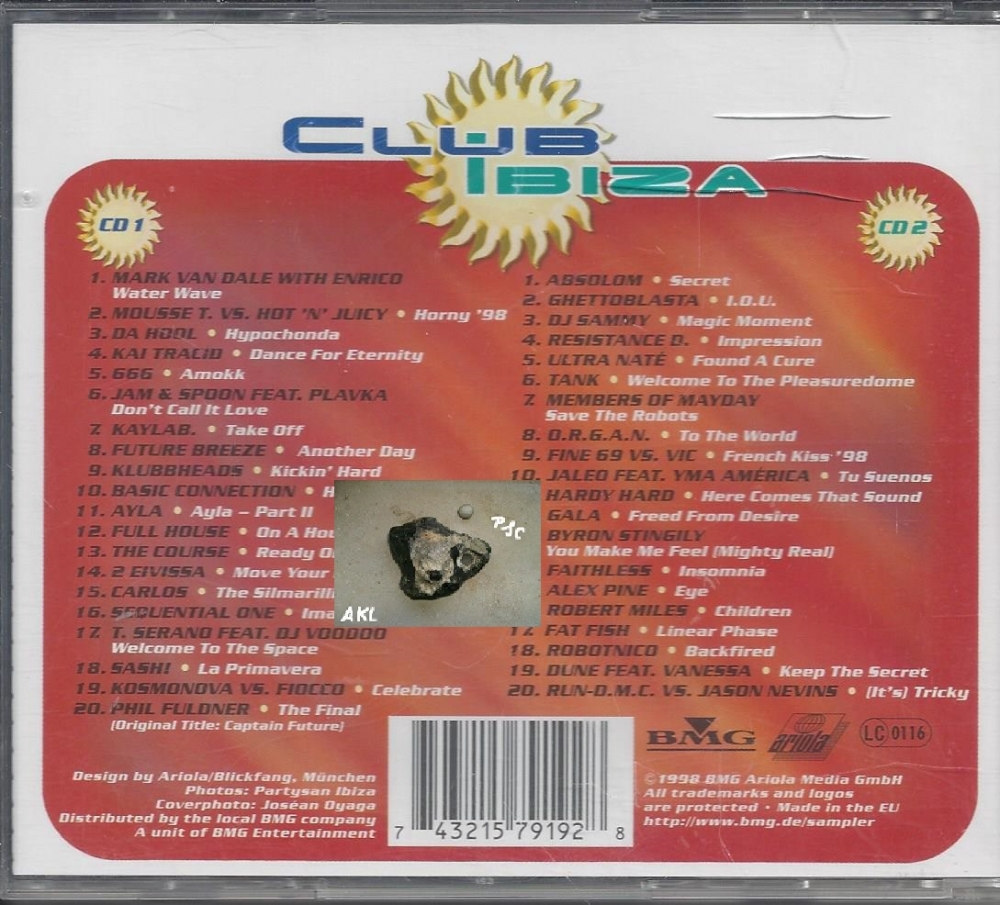 CLUB
IBIZA
CD 1
1. MARK VAN DALE WITH ENRICO
Water Wave
2. MOUSSE T. VS. HOT 'N' JUICY • Horny '98
3. DA HOOL • Hypochonda
4. KAI TRACID • Dance For Eternity
5. 666 • Amokk
6. JAM & SPOON FEAT. PLAVKA
Don't Call It Love
7. KAYLAB. • Take Off
8. FUTURE BREEZE • Another Day
9. KLUBBHEADS • Kickin' Hard
10. BASIC CONNECTION •
11. AYLA • Ayla – Part II
12. FULL HOUSE • On A
13. THE COURSE • Ready
14. 2 EIVISSA • Move Your
15. CARLOS • The
16. SEQUENTIAL ONE •
17. T. SERANO FEAT. DJ VOODOO
Welcome To The Space
18. SASH! • La Primavera
19. KOSMONOVA VS. FIOCCO • Celebrate
20. PHIL FULDNER • The Final
(Original Title: Captain Future)
CD 2
1. ABSOLOM • Secret
2. GHETTOBLASTA • I.O.U.
3. DJ SAMMY • Magic Moment
4. RESISTANCE D. • Impression
5. ULTRA NATÉ • Found A Cure
6. TANK • Welcome To The Pleasuredome
7. MEMBERS OF MAYDAY
Save The Robots
8. O.R.G.A.N. • To The World
9. FINE 69 VS. VIC • French Kiss '98
10. JALEO FEAT. YMA AMÉRICA • Tu Suenos
HARDY HARD • Here Comes That Sound
GALA • Freed From Desire
BYRON STINGILY
You Make Me Feel (Mighty Real)
FAITHLESS • Insomnia
ALEX PINE • Eye
ROBERT MILES • Children
17. FAT FISH • Linear Phase
18. ROBOTNICO • Backfired
19. DUNE FEAT. VANESSA • Keep The Secret
20. RUN-D.M.C. VS. JASON NEVINS • (It's) Tricky
PSC
AKL
Design by Ariola/Blickfang, München
Photos: Partysan Ibiza
Coverphoto: Joséan Oyaga
Distributed by the local BMG company
A unit of BMG Entertainment
7 43215 79192 8
BMG
ariola
LC 0116
©1998 BMG Ariola Media GmbH
All trademarks and logos
are protected • Made in the EU
http://www.bmg.de/sampler